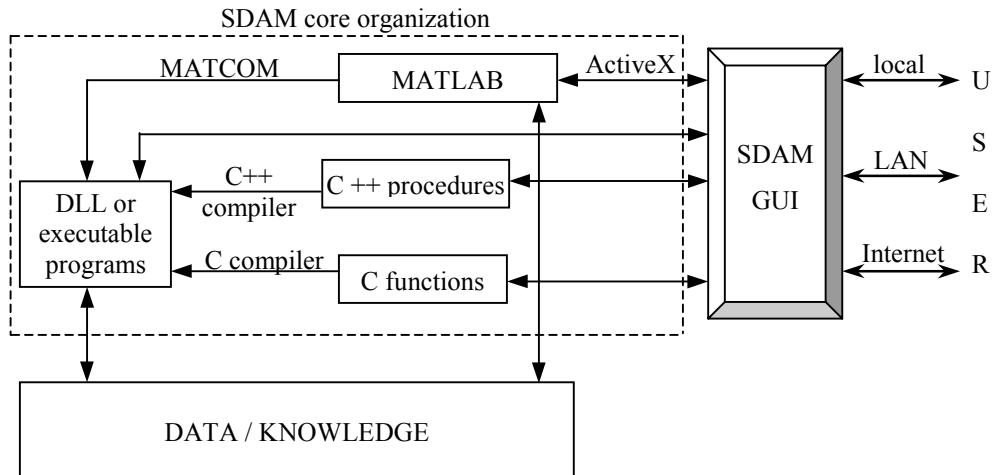 SDAM core organization
MATCOM
MATLAB
ActiveX
local
U
S
E
R
SDAM
GUI
LAN
Internet
C++
compiler
C ++ procedures
DLL or
executable
programs
C compiler
C functions
DATA / KNOWLEDGE